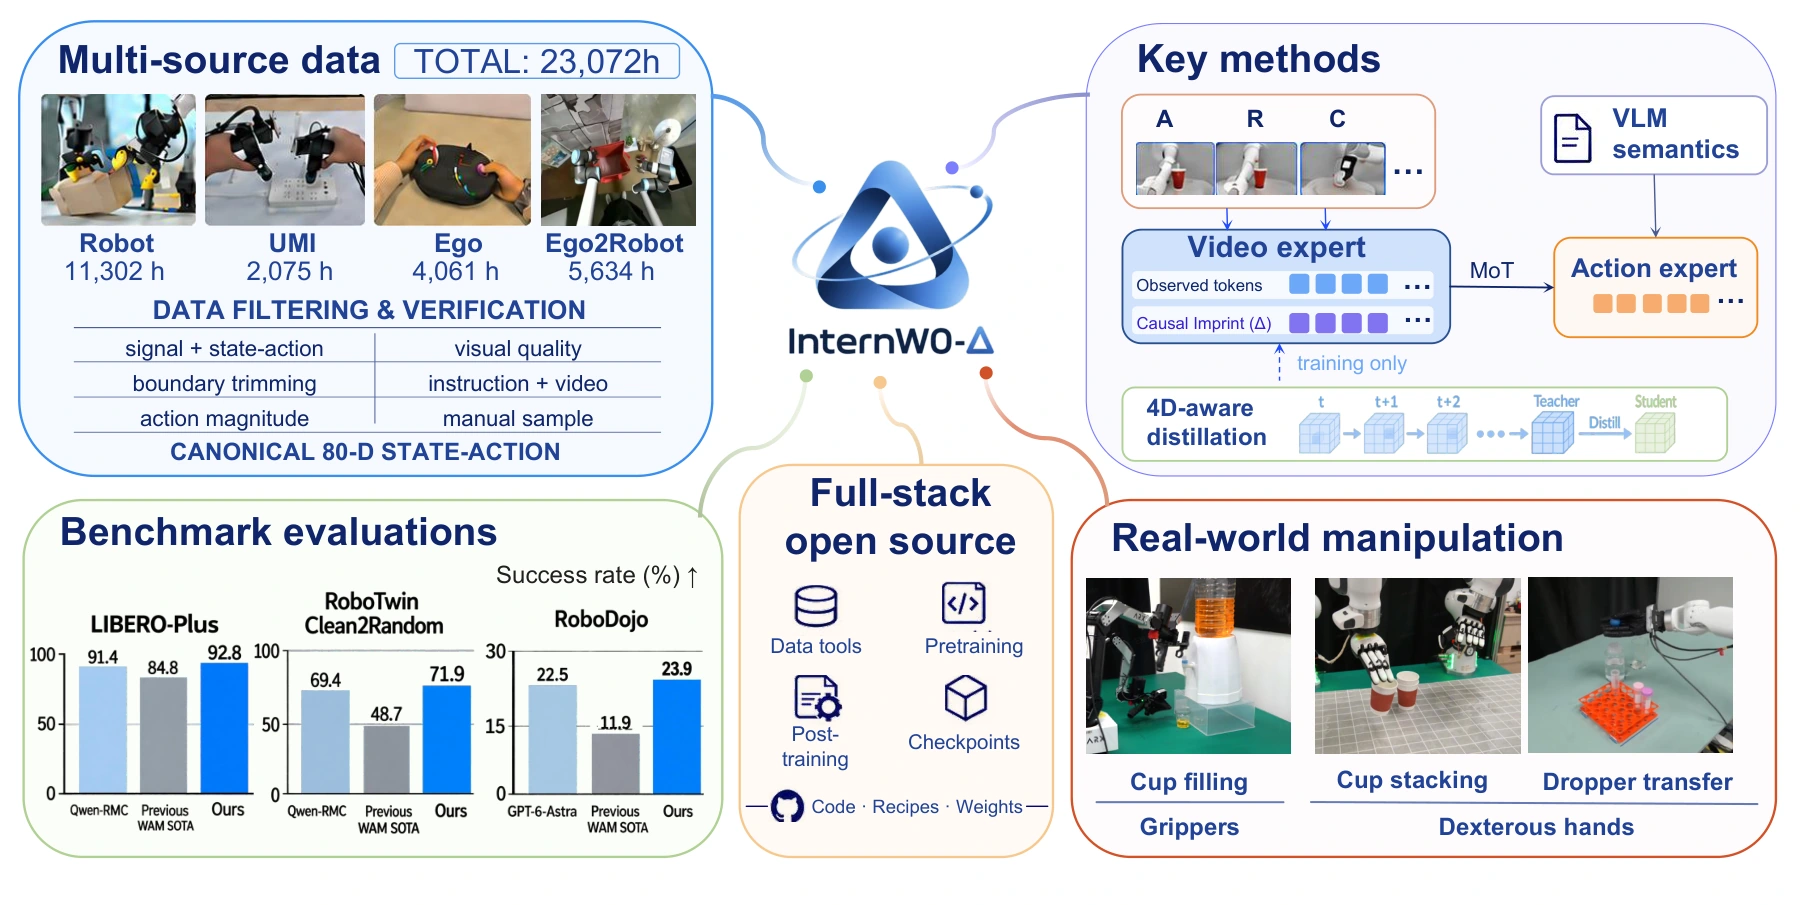 Multi-source data
TOTAL: 23,072h
Robot
11,302 h
UMI
2,075 h
Ego
4,061 h
Ego2Robot
5,634 h
DATA FILTERING & VERIFICATION
signal + state-action
visual quality
boundary trimming
instruction + video
action magnitude
manual sample
CANONICAL 80-D STATE-ACTION
InternW0-Δ
Key methods
A
R
C
...
VLM
semantics
Video expert
Observed tokens
...
Causal Imprint (Δ)
...
MoT
Action expert
...
training only
4D-aware
distillation
t
t+1
t+2
Teacher
Distill
Student
Benchmark evaluations
Success rate (%) ↑
LIBERO-Plus
100
50
0
91.4
84.8
92.8
Qwen-RMC
Previous
WAM SOTA
Ours
RoboTwin
Clean2Random
100
50
0
69.4
48.7
71.9
Qwen-RMC
Previous
WAM SOTA
Ours
RoboDojo
30
15
0
22.5
11.9
23.9
GPT-6-Astra
Previous
WAM SOTA
Ours
Full-stack
open source
Data tools
</>
Pretraining
Post-
training
Checkpoints
Code · Recipes · Weights
Real-world manipulation
Cup filling
Cup stacking
Dropper transfer
Grippers
Dexterous hands